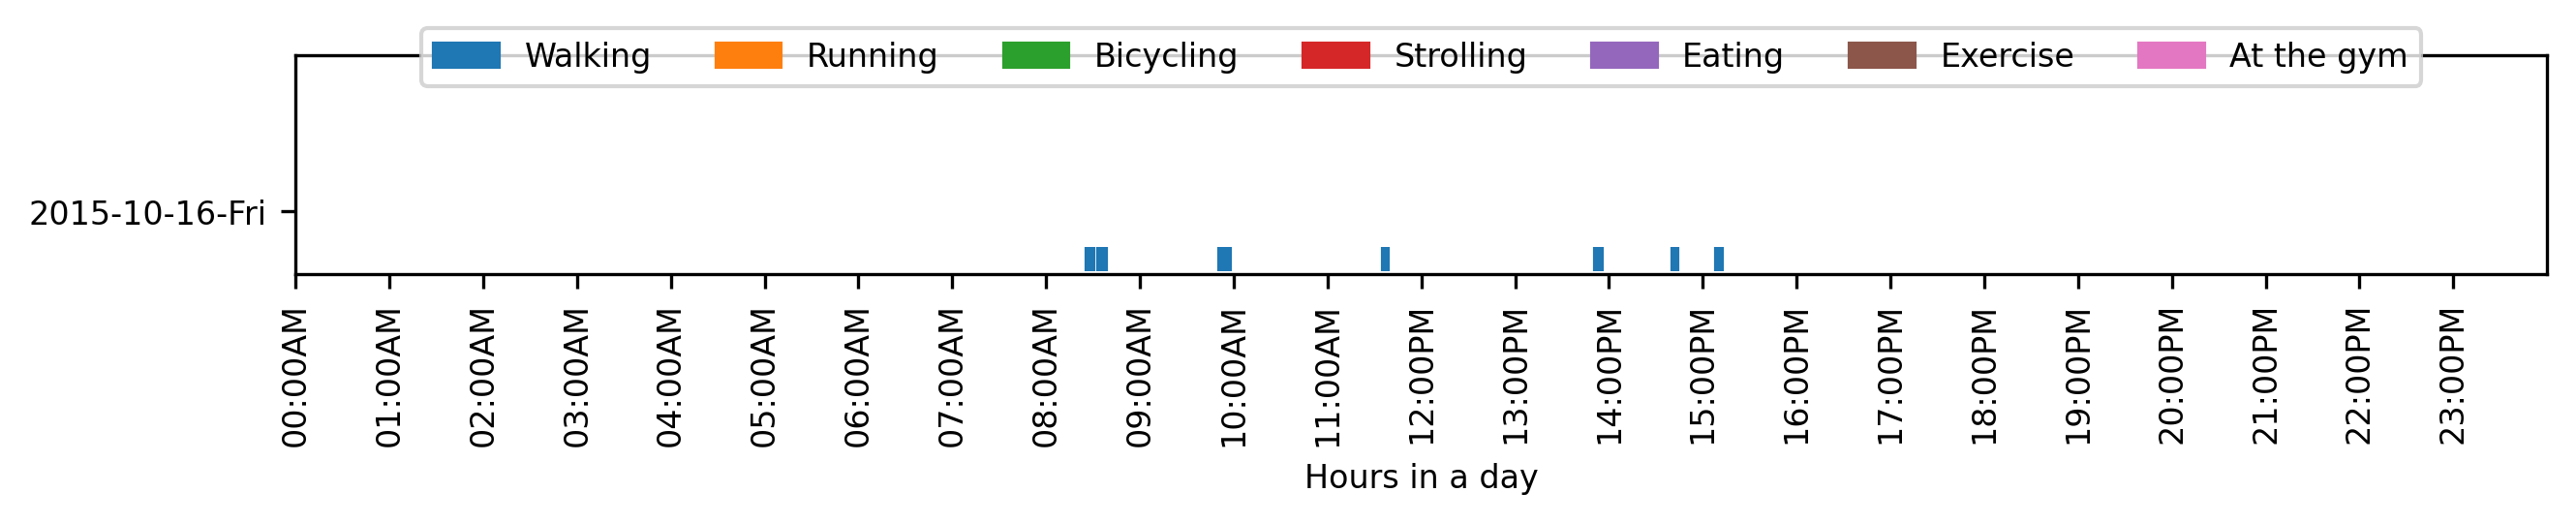 Walking Running Bicycling Strolling Eating Exercise At the gym
2015-10-16-Fri
00:00AM 01:00AM 02:00AM 03:00AM 04:00AM 05:00AM 06:00AM 07:00AM 08:00AM 09:00AM 10:00AM 11:00AM 12:00PM 13:00PM 14:00PM 15:00PM 16:00PM 17:00PM 18:00PM 19:00PM 20:00PM 21:00PM 22:00PM 23:00PM
Hours in a day